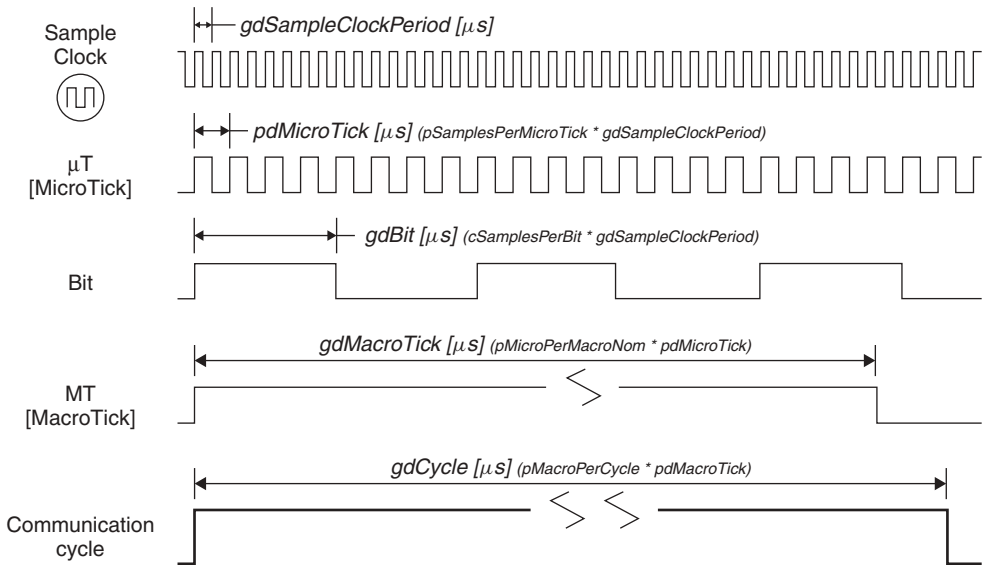 gdSampleClockPeriod [μs]
Sample
Clock
pdMicroTick [μs] (pSamplesPerMicroTick * gdSampleClockPeriod)
μT
[MicroTick]
gdBit [μs] (cSamplesPerBit * gdSampleClockPeriod)
Bit
gdMacroTick [μs] (pMicroPerMacroNom * pdMicroTick)
MT
[MacroTick]
gdCycle [μs] (pMacroPerCycle * pdMacroTick)
Communication
cycle